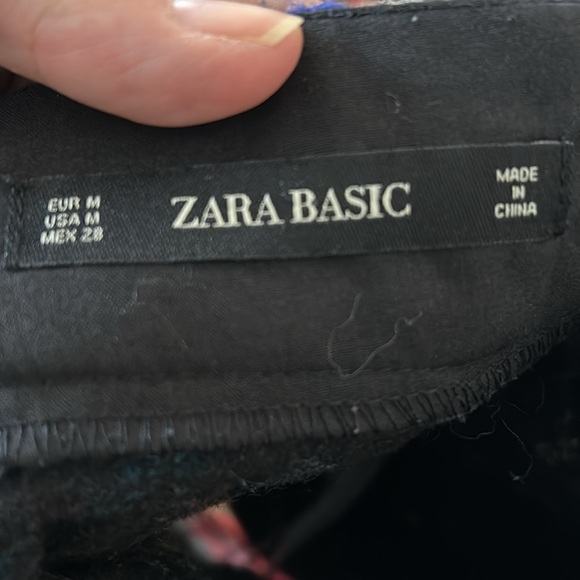 EUR M
USA M
MEX 28
ZARA BASIC
MADE
IN
CHINA